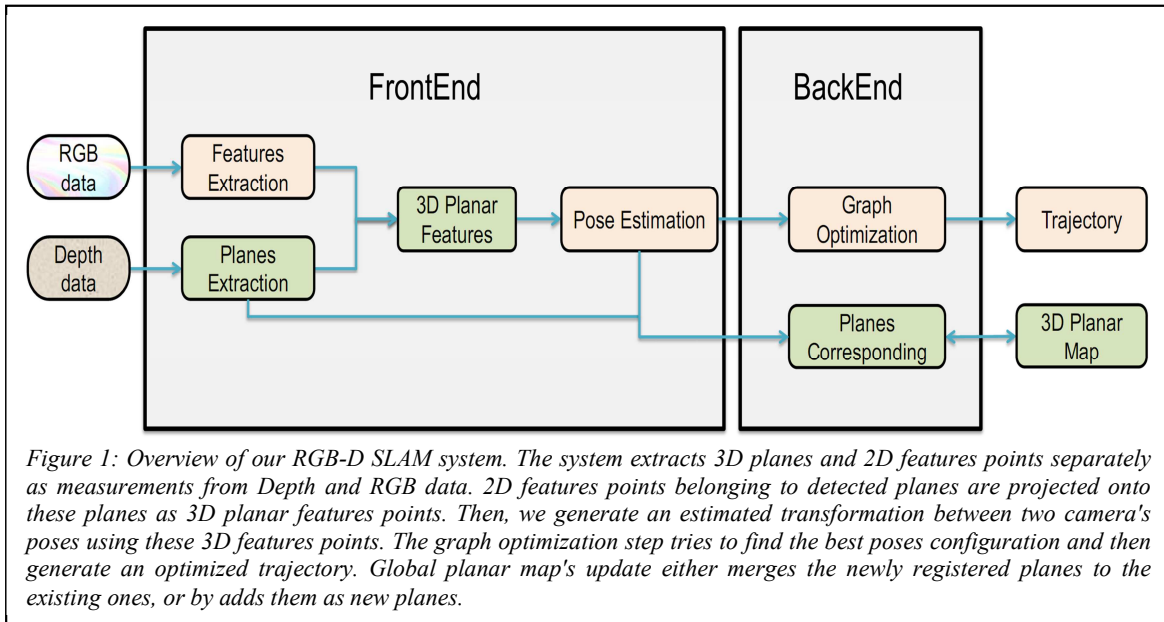 FrontEnd
BackEnd
RGB
data
Features
Extraction
3D Planar
Features
Pose Estimation
Graph
Optimization
Trajectory
Depth
data
Planes
Extraction
Planes
Corresponding
3D Planar
Map
Figure 1: Overview of our RGB-D SLAM system. The system extracts 3D planes and 2D features points separately
as measurements from Depth and RGB data. 2D features points belonging to detected planes are projected onto
these planes as 3D planar features points. Then, we generate an estimated transformation between two camera's
poses using these 3D features points. The graph optimization step tries to find the best poses configuration and then
generate an optimized trajectory. Global planar map's update either merges the newly registered planes to the
existing ones, or by adds them as new planes.